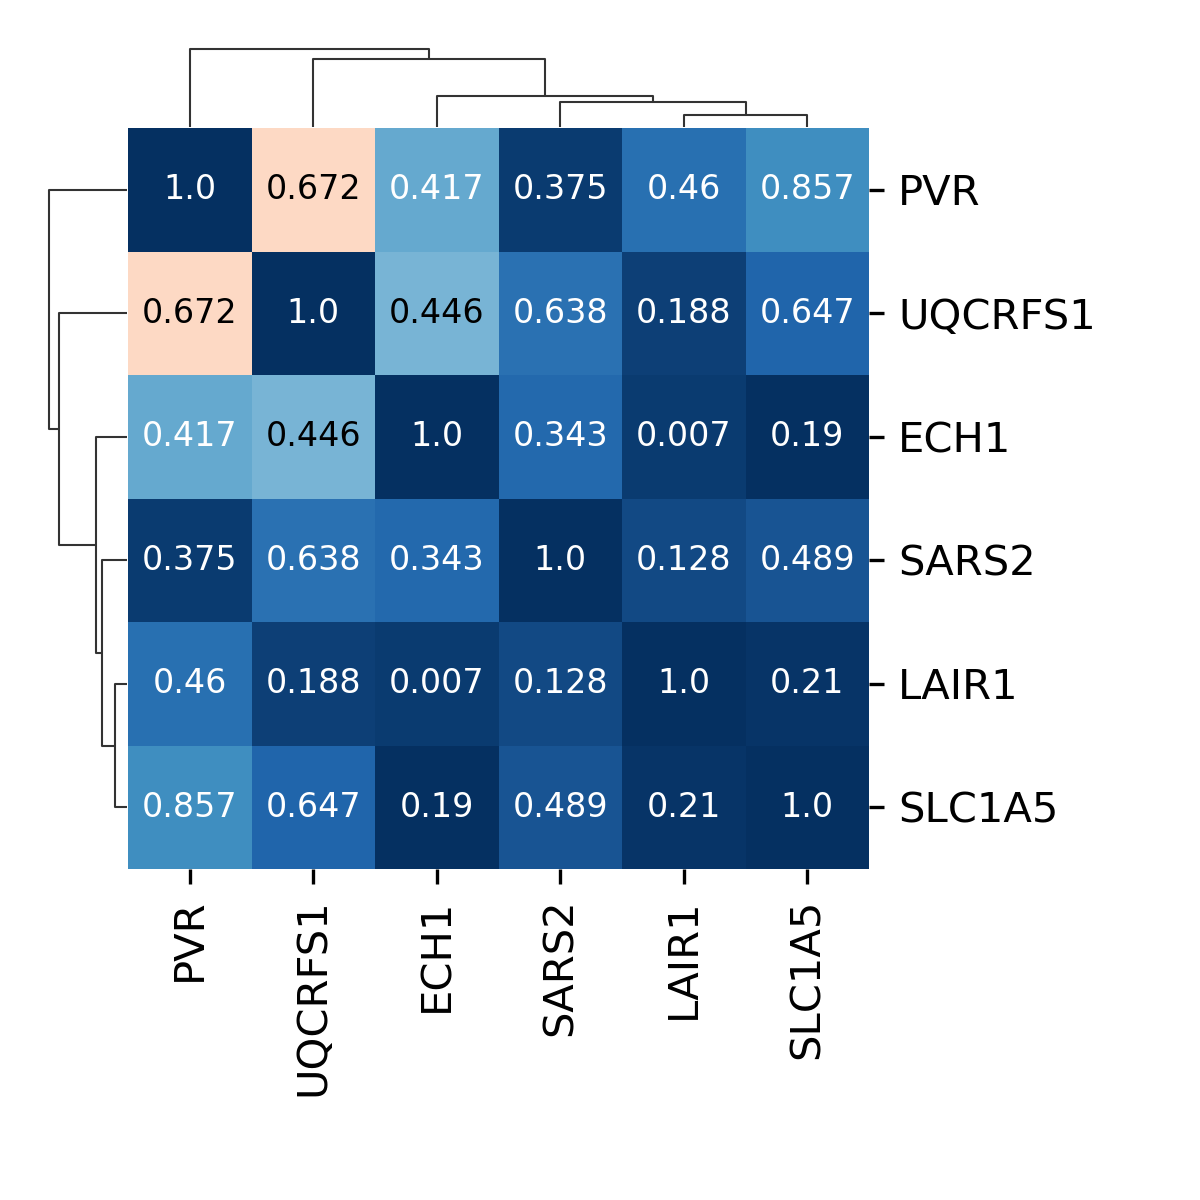 1.0 0.672 0.417 0.375 0.46 0.857 PVR
0.672 1.0 0.446 0.638 0.188 0.647 UQCRFS1
0.417 0.446 1.0 0.343 0.007 0.19 ECH1
0.375 0.638 0.343 1.0 0.128 0.489 SARS2
0.46 0.188 0.007 0.128 1.0 0.21 LAIR1
0.857 0.647 0.19 0.489 0.21 1.0 SLC1A5
PVR UQCRFS1 ECH1 SARS2 LAIR1 SLC1A5